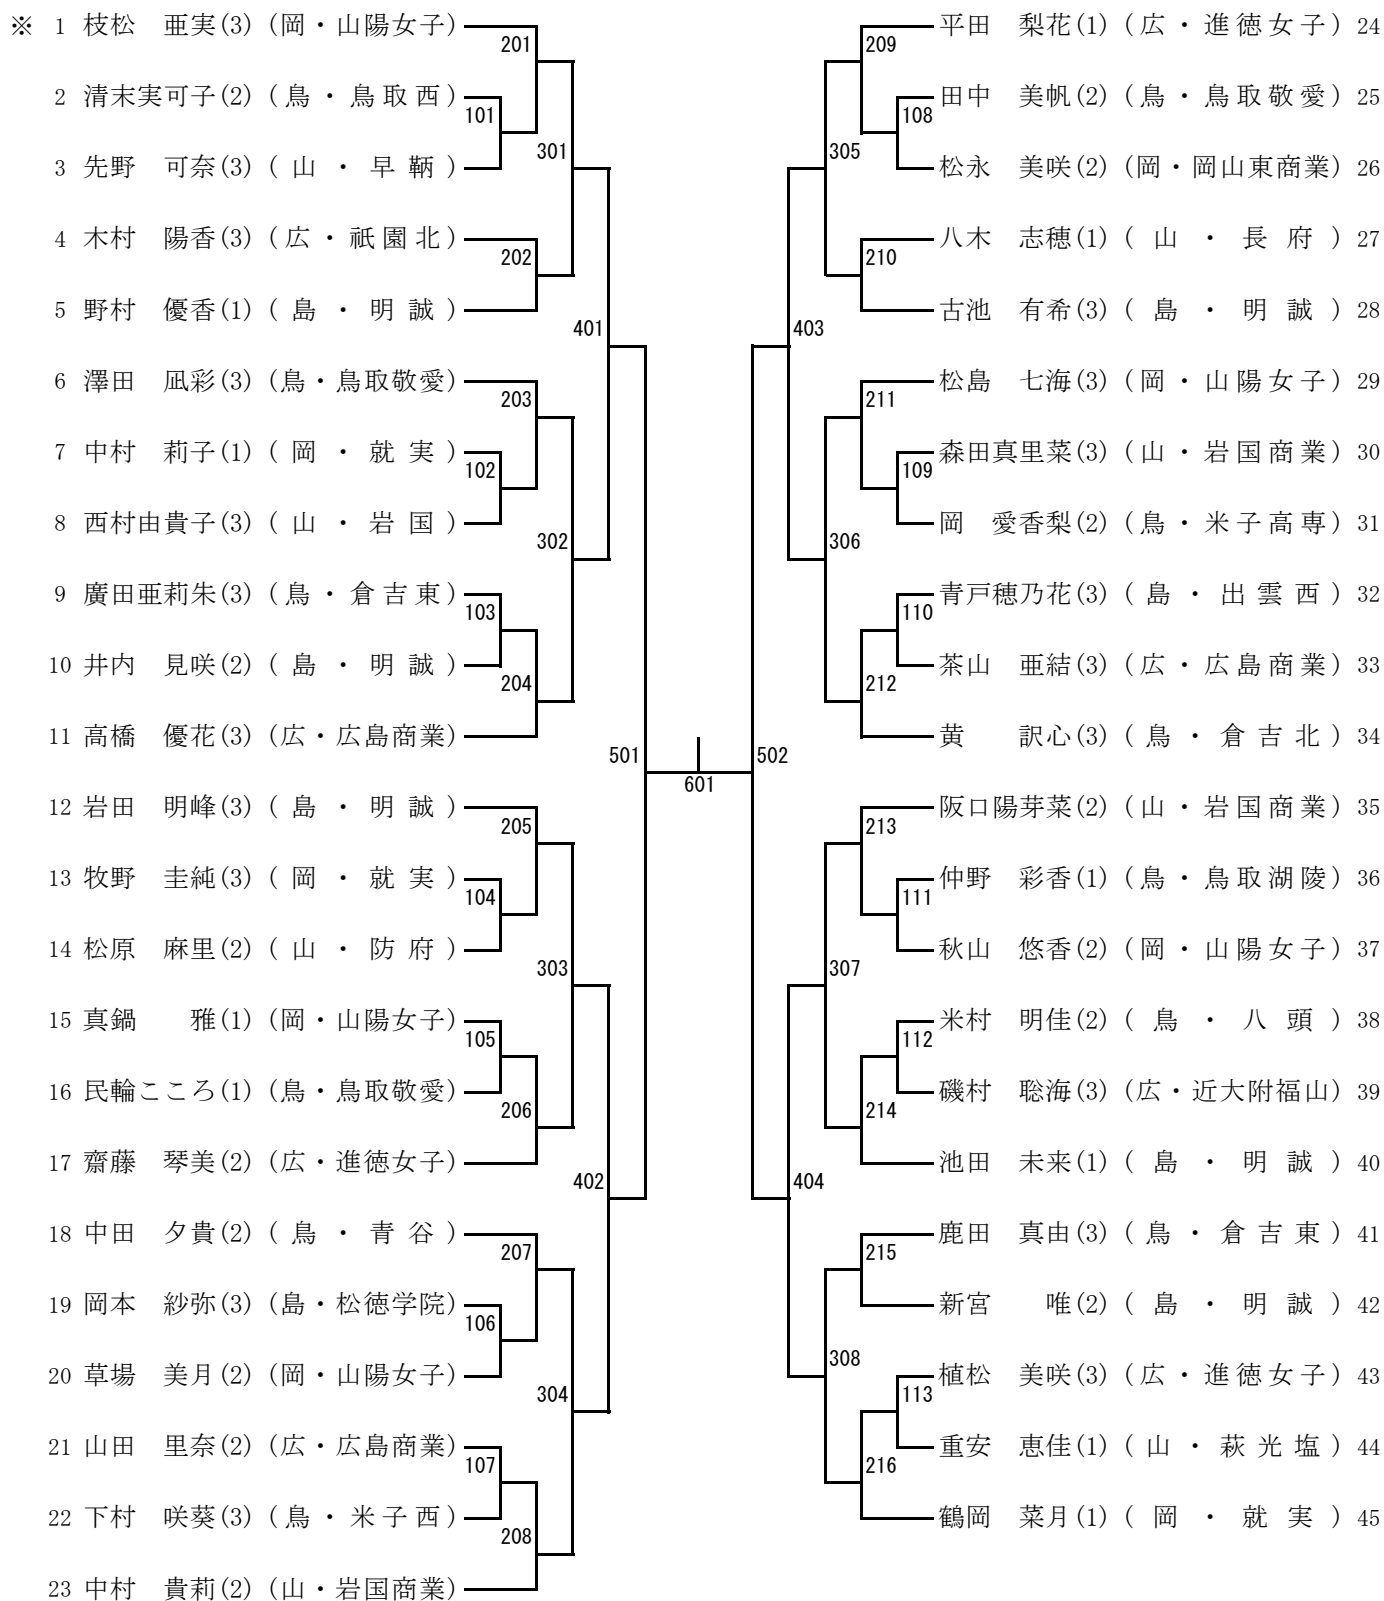 ※ 1 枝松 亜実(3) (岡・山陽女子)
2 清末実可子(2) (鳥・鳥取西)
3 先野 可奈(3) (山・早鞆)
4 木村 陽香(3) (広・祇園北)
5 野村 優香(1) (島・明誠)
6 澤田 凪彩(3) (鳥・鳥取敬愛)
7 中村 莉子(1) (岡・就実)
8 西村由貴子(3) (山・岩国)
9 廣田亜莉朱(3) (鳥・倉吉東)
10 井内 見咲(2) (島・明誠)
11 高橋 優花(3) (広・広島商業)
12 岩田 明峰(3) (島・明誠)
13 牧野 圭純(3) (岡・就実)
14 松原 麻里(2) (山・防府)
15 真鍋 雅(1) (岡・山陽女子)
16 民輪こころ(1) (鳥・鳥取敬愛)
17 齋藤 琴美(2) (広・進徳女子)
18 中田 夕貴(2) (鳥・青谷)
19 岡本 紗弥(3) (島・松徳学院)
20 草場 美月(2) (岡・山陽女子)
21 山田 里奈(2) (広・広島商業)
22 下村 咲葵(3) (鳥・米子西)
23 中村 貴莉(2) (山・岩国商業)
101
102
103
104
105
106
107
201
202
203
204
205
206
207
208
301
302
303
304
401
402
501
601
502
403
404
305
306
307
308
209
210
211
212
213
214
215
216
108
109
110
111
112
113
平田 梨花(1) (広・進徳女子) 24
田中 美帆(2) (鳥・鳥取敬愛) 25
松永 美咲(2) (岡・岡山東商業) 26
八木 志穂(1) (山・長府) 27
古池 有希(3) (島・明誠) 28
松島 七海(3) (岡・山陽女子) 29
森田真里菜(3) (山・岩国商業) 30
岡 愛香梨(2) (鳥・米子高専) 31
青戸穂乃花(3) (島・出雲西) 32
茶山 亜結(3) (広・広島商業) 33
黄 訳心(3) (鳥・倉吉北) 34
阪口陽芽菜(2) (山・岩国商業) 35
仲野 彩香(1) (鳥・鳥取湖陵) 36
秋山 悠香(2) (岡・山陽女子) 37
米村 明佳(2) (鳥・八頭) 38
磯村 聡海(3) (広・近大附福山) 39
池田 未来(1) (島・明誠) 40
鹿田 真由(3) (鳥・倉吉東) 41
新宮 唯(2) (島・明誠) 42
植松 美咲(3) (広・進徳女子) 43
重安 恵佳(1) (山・萩光塩) 44
鶴岡 菜月(1) (岡・就実) 45